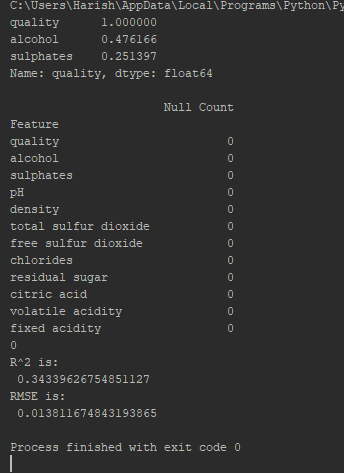 C:\Users\Harish\AppData\Local\Programs\Python\Py
quality 1.000000
alcohol 0.476166
sulphates 0.251397
Name: quality, dtype: float64
Null Count
Feature
quality 0
alcohol 0
sulphates 0
pH 0
density 0
total sulfur dioxide 0
free sulfur dioxide 0
chlorides 0
residual sugar 0
citric acid 0
volatile acidity 0
fixed acidity 0
0
R^2 is:
0.34339626754851127
RMSE is:
0.013811674843193865
Process finished with exit code 0